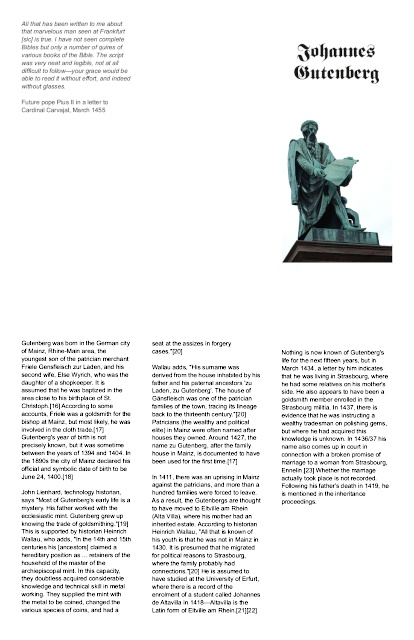 All that has been written to me about
that marvelous man seen at Frankfurt
[sic] is true. I have not seen complete
Bibles but only a number of quires of
various books of the Bible. The script
was very neat and legible, not at all
difficult to follow—your grace would be
able to read it without effort, and indeed
without glasses.
Future pope Pius II in a letter to
Cardinal Carvajal, March 1455
Johannes
Gutenberg
Gutenberg was born in the German city
of Mainz, Rhine-Main area, the
youngest son of the patrician merchant
Friele Gensfleisch zur Laden, and his
second wife, Else Wyrich, who was the
daughter of a shopkeeper. It is
assumed that he was baptized in the
area close to his birthplace of St.
Christoph.[16] According to some
accounts, Friele was a goldsmith for the
bishop at Mainz, but most likely, he was
involved in the cloth trade.[17]
Gutenberg's year of birth is not
precisely known, but it was sometime
between the years of 1394 and 1404. In
the 1890s the city of Mainz declared his
official and symbolic date of birth to be
June 24, 1400.[18]
John Lienhard, technology historian,
says "Most of Gutenberg's early life is a
mystery. His father worked with the
ecclesiastic mint. Gutenberg grew up
knowing the trade of goldsmithing."[19]
This is supported by historian Heinrich
Wallau, who adds, "In the 14th and 15th
centuries his [ancestors] claimed a
hereditary position as ... retainers of
the household of the master of the
archiepiscopal mint. In this capacity,
they doubtless acquired considerable
knowledge and technical skill in metal
working. They supplied the mint with
the metal to be coined, changed the
various species of coins, and had a
seat at the assizes in forgery
cases."[20]
Wallau adds, "His surname was
derived from the house inhabited by his
father and his paternal ancestors 'zu
Laden, zu Gutenberg'. The house of
Gänsfleisch was one of the patrician
families of the town, tracing its lineage
back to the thirteenth century."[20]
Patricians (the wealthy and political
elite) in Mainz were often named after
houses they owned. Around 1427, the
name zu Gutenberg, after the family
house in Mainz, is documented to have
been used for the first time.[17]
In 1411, there was an uprising in Mainz
against the patricians, and more than a
hundred families were forced to leave.
As a result, the Gutenbergs are thought
to have moved to Eltville am Rhein
(Alta Villa), where his mother had an
inherited estate. According to historian
Heinrich Wallau, "All that is known of
his youth is that he was not in Mainz in
1430. It is presumed that he migrated
for political reasons to Strasbourg,
where the family probably had
connections."[20] He is assumed to
have studied at the University of Erfurt,
where there is a record of the
enrolment of a student called Johannes
de Altavilla in 1418—Altavilla is the
Latin form of Eltville am Rhein.[21][22]
Nothing is now known of Gutenberg's
life for the next fifteen years, but in
March 1434, a letter by him indicates
that he was living in Strasbourg, where
he had some relatives on his mother's
side. He also appears to have been a
goldsmith member enrolled in the
Strasbourg militia. In 1437, there is
evidence that he was instructing a
wealthy tradesman on polishing gems,
but where he had acquired this
knowledge is unknown. In 1436/37 his
name also comes up in court in
connection with a broken promise of
marriage to a woman from Strasbourg,
Ennelin.[23] Whether the marriage
actually took place is not recorded.
Following his father's death in 1419, he
is mentioned in the inheritance
proceedings.